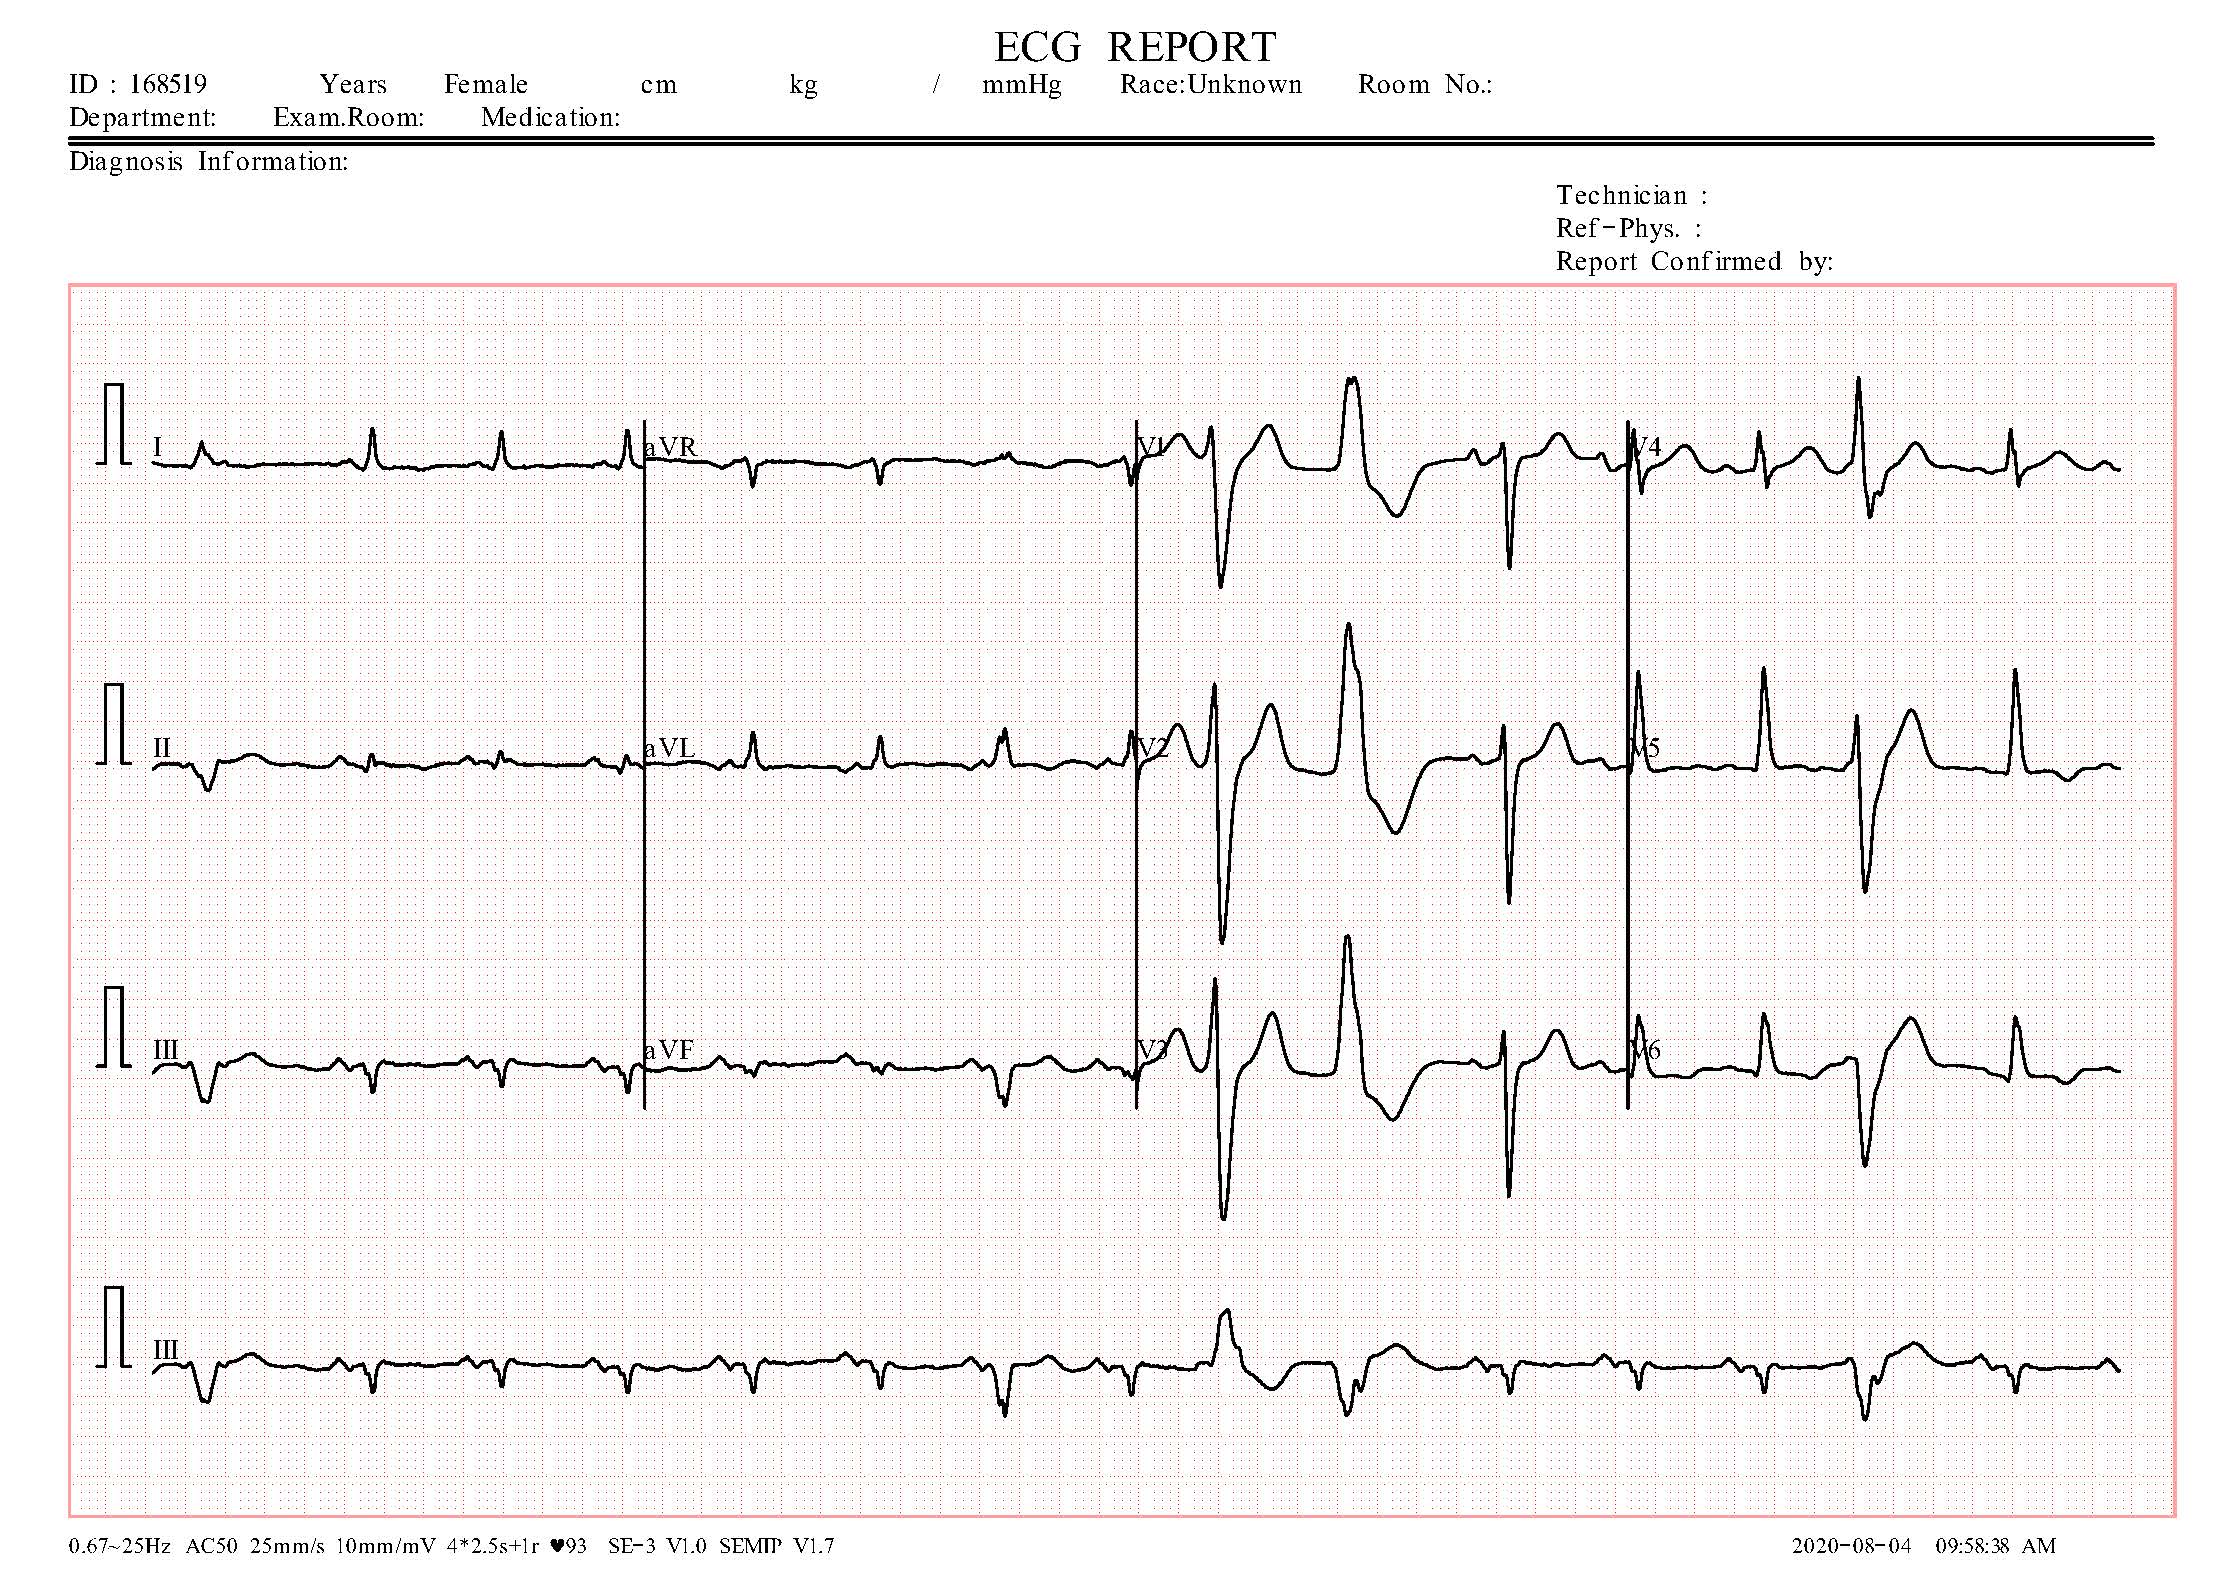 ECG REPORT
ID : 168519 Years Female cm kg / mmHg Race:Unknown Room No.:
Department: Exam.Room: Medication:
Diagnosis Information:
Technician :
Ref-Phys. :
Report Confirmed by:
I aVR V1 V4
II aVL V2 V5
III aVF V3 V6
III
0.67~25Hz AC50 25mm/s 10mm/mV 4*2.5s+1r ♥93 SE-3 V1.0 SEMIP V1.7 2020-08-04 09:58:38 AM